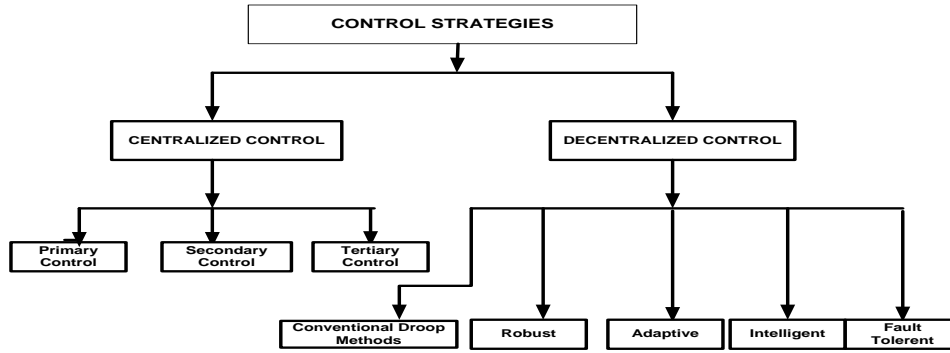 CONTROL STRATEGIES
CENTRALIZED CONTROL
DECENTRALIZED CONTROL
Primary
Control
Secondary
Control
Tertiary
Control
Conventional Droop
Methods
Robust
Adaptive
Intelligent
Fault
Tolerent